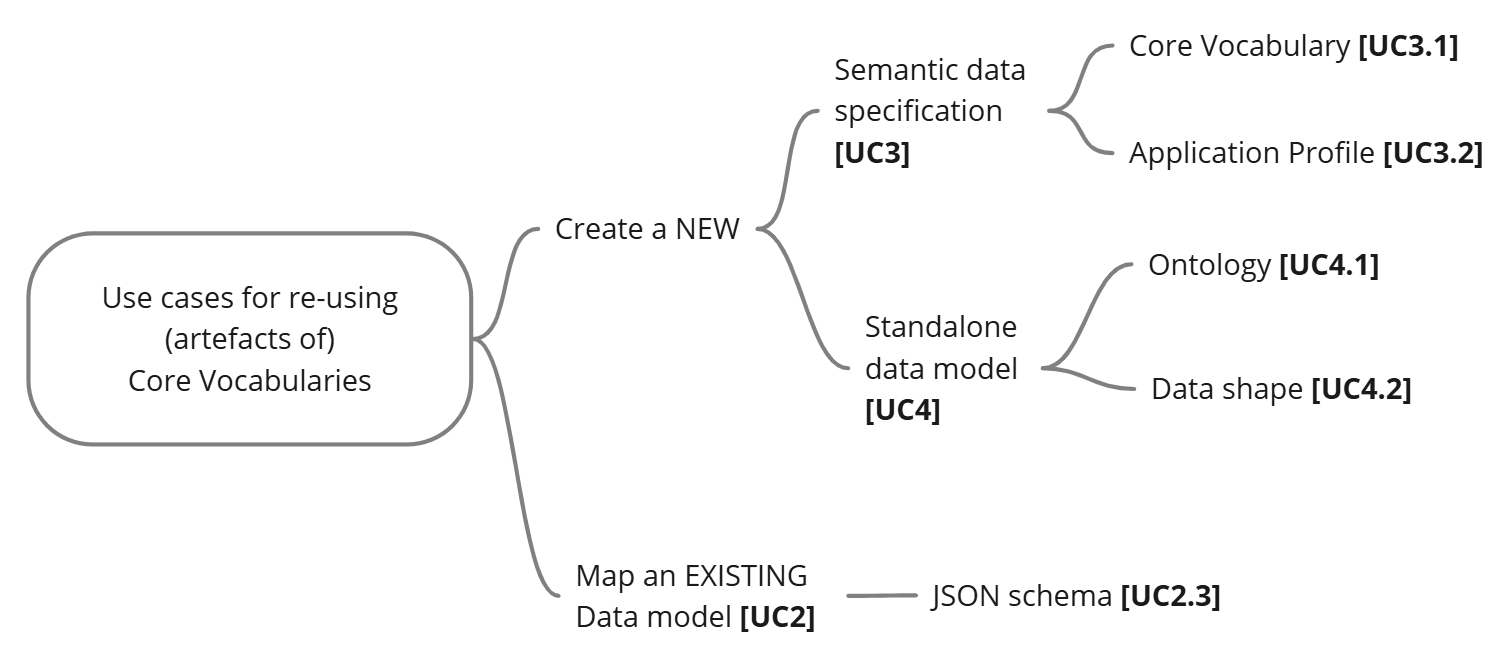 Use cases for re-using
(artefacts of)
Core Vocabularies
Create a NEW
Semantic data
specification
[UC3]
Core Vocabulary [UC3.1]
Application Profile [UC3.2]
Standalone
data model
[UC4]
Ontology [UC4.1]
Data shape [UC4.2]
Map an EXISTING
Data model [UC2]
JSON schema [UC2.3]